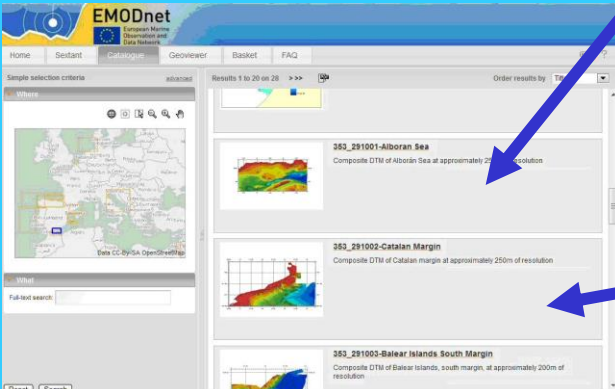 EMODnet
European Marine
Observation and
Data Network
Home Sextant Catalogue Geoviewer Basket FAQ
Simple selection criteria advanced
Results 1 to 20 on 28 >>> Order results by
Where
353_291001-Alboran Sea
Composite DTM of Alborán Sea at approximately resolution
Data CC-By-SA OpenStreetMap
353_291002-Catalan Margin
Composite DTM of Catalan margin at approximately 250m of resolution
What
Full-text search:
353_291003-Balear Islands South Margin
Composite DTM of Balear Islands, south margin, at approximately 200m of
resolution
Reset Search